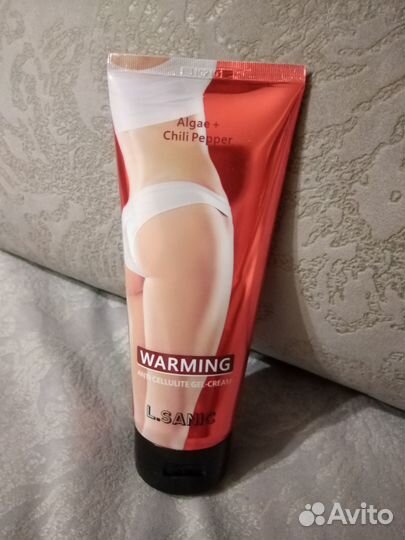 Algae +
Chili Pepper
WARMING
ANTI CELLULITE GEL-CREAM
L.SANIC
Avito